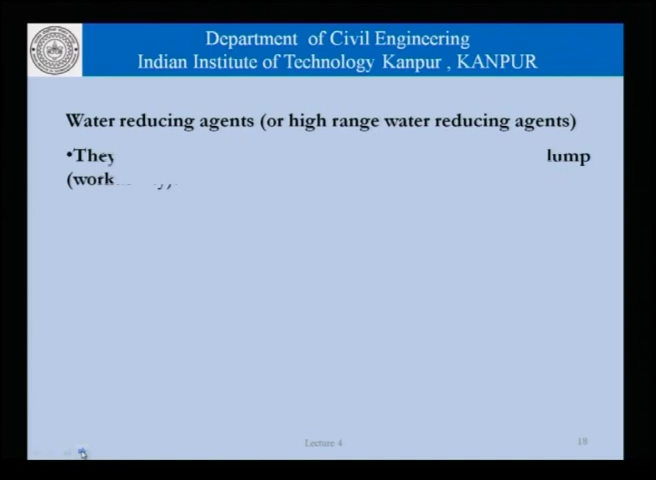 Department of Civil Engineering
Indian Institute of Technology Kanpur , KANPUR
Water reducing agents (or high range water reducing agents)
•They lump
(work
Lecture 4
18